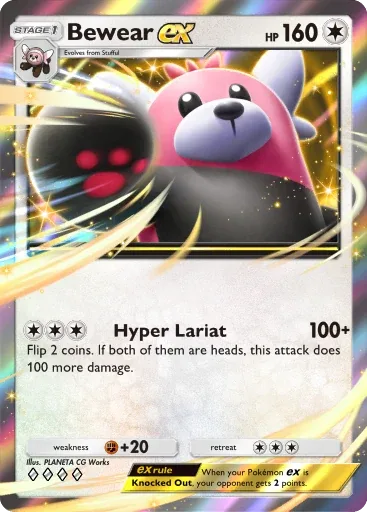 STAGE 1
Bewear ex
HP 160
Evolves from Stufful
Hyper Lariat 100+
Flip 2 coins. If both of them are heads, this attack does
100 more damage.
weakness +20 retreat
Illus. PLANETA CG Works
ex rule When your Pokémon ex is
Knocked Out, your opponent gets 2 points.